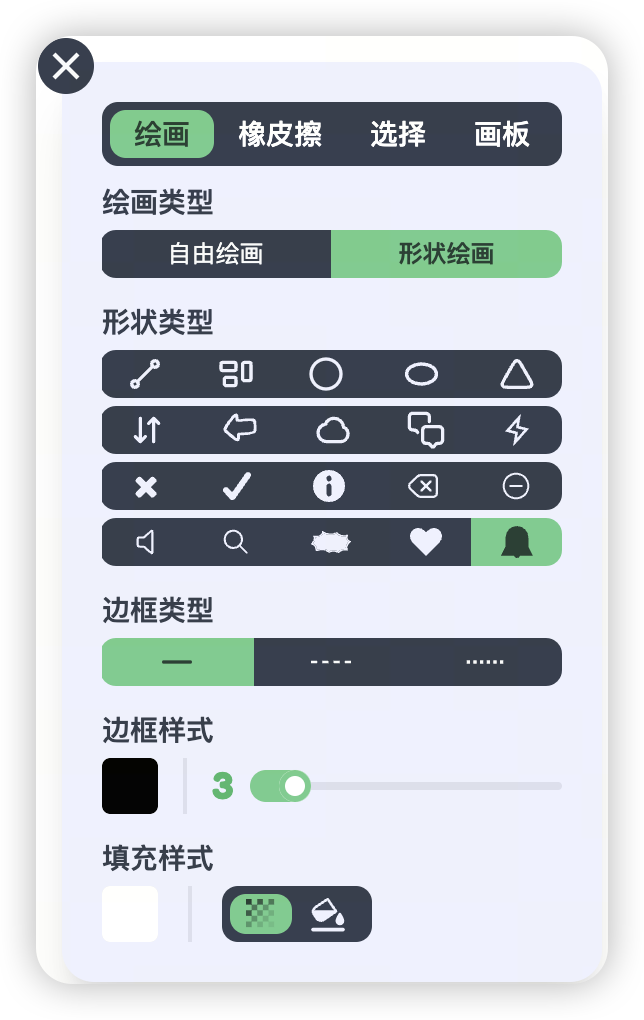 绘画 橡皮擦 选择 画板
绘画类型
自由绘画 形状绘画
形状类型
边框类型
边框样式
3
填充样式